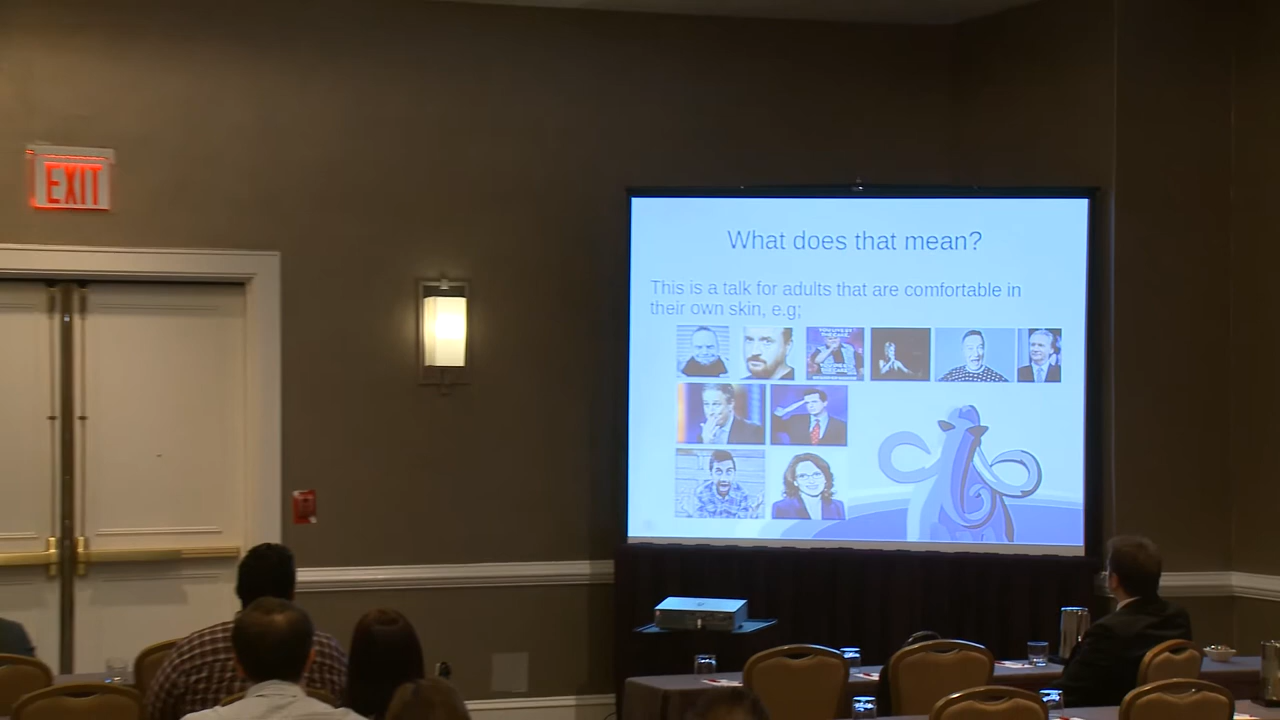 EXIT
What does that mean?
This is a talk for adults that are comfortable in
their own skin, e.g;